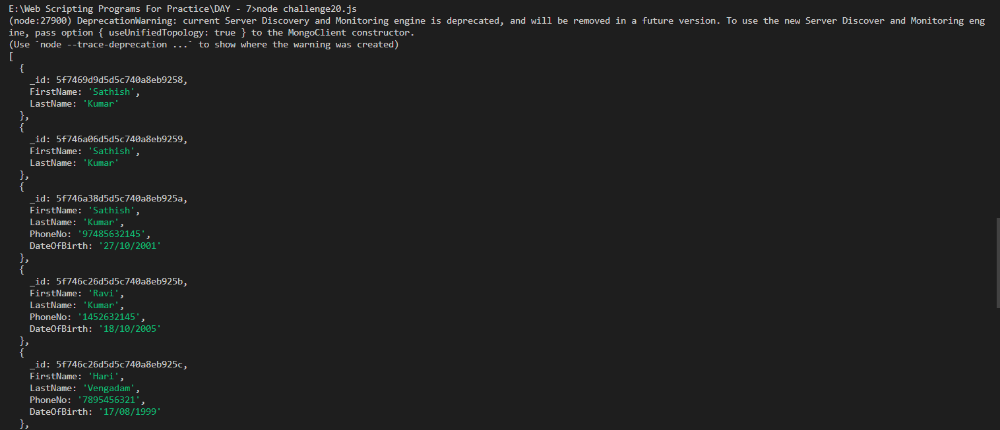 E:\Web Scripting Programs For Practice\DAY - 7>node challenge20.js
(node:27900) DeprecationWarning: current Server Discovery and Monitoring engine is deprecated, and will be removed in a future version. To use the new Server Discover and Monitoring eng
ine, pass option { useUnifiedTopology: true } to the MongoClient constructor.
(Use `node --trace-deprecation ...` to show where the warning was created)
[
  {
    _id: 5f7469d9d5d5c740a8eb9258,
    FirstName: 'Sathish',
    LastName: 'Kumar'
  },
  {
    _id: 5f746a06d5d5c740a8eb9259,
    FirstName: 'Sathish',
    LastName: 'Kumar'
  },
  {
    _id: 5f746a38d5d5c740a8eb925a,
    FirstName: 'Sathish',
    LastName: 'Kumar',
    PhoneNo: '97485632145',
    DateOfBirth: '27/10/2001'
  },
  {
    _id: 5f746c26d5d5c740a8eb925b,
    FirstName: 'Ravi',
    LastName: 'Kumar',
    PhoneNo: '1452632145',
    DateOfBirth: '18/10/2005'
  },
  {
    _id: 5f746c26d5d5c740a8eb925c,
    FirstName: 'Hari',
    LastName: 'Vengadam',
    PhoneNo: '7895456321',
    DateOfBirth: '17/08/1999'
  },